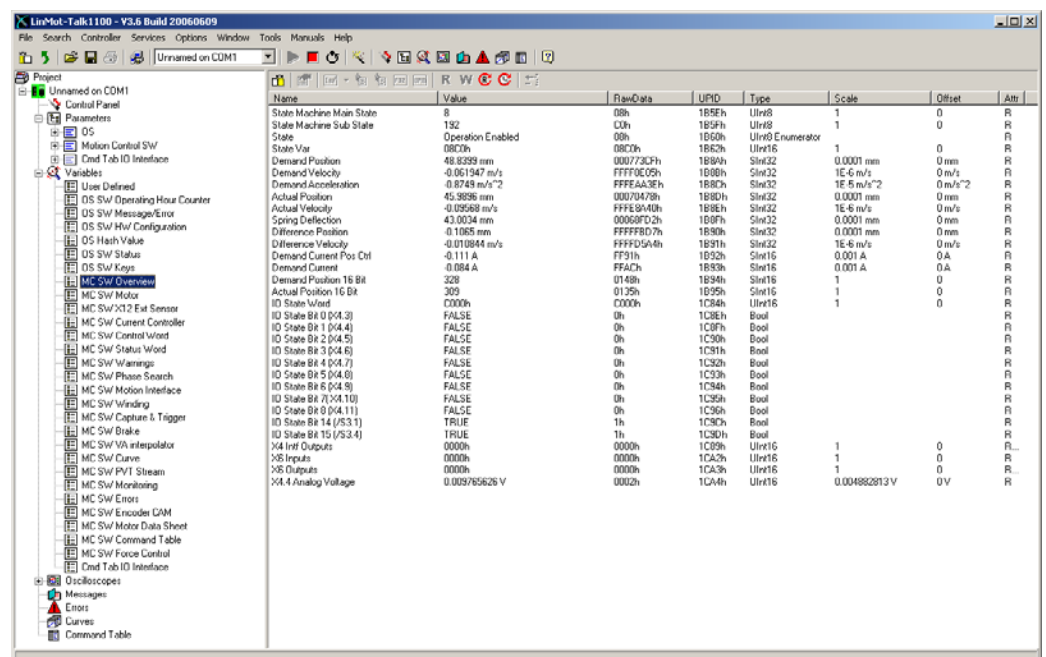 LinMot-Talk1100 - V3.6 Build 20060609
File Search Controller Services Options Window Tools Manuals Help
Unnamed on COM1
R W
Project
Unnamed on COM1
Control Panel
Parameters
OS
Motion Control SW
Cmd Tab IO Interface
Variables
User Defined
OS SW Operating Hour Counter
OS SW Message/Error
OS SW HW Configuration
OS Hash Value
OS SW Status
OS SW Keys
MC SW Overview
MC SW Motor
MC SW X12 Ext Sensor
MC SW Current Controller
MC SW Control Word
MC SW Status Word
MC SW Warnings
MC SW Phase Search
MC SW Motion Interface
MC SW Winding
MC SW Capture & Trigger
MC SW Brake
MC SW VA interpolator
MC SW Curve
MC SW PVT Stream
MC SW Monitoring
MC SW Errors
MC SW Encoder CAM
MC SW Motor Data Sheet
MC SW Command Table
MC SW Force Control
Cmd Tab IO Interface
Oscilloscopes
Messages
Errors
Curves
Command Table
Name Value RawData UPID Type Scale Offset Attr
State Machine Main State 8 08h 1B5Eh UInt8 1 0 R
State Machine Sub State 192 C0h 1B5Fh UInt8 1 0 R
State Operation Enabled 08h 1B60h UInt8 Enumerator R
State Var 08C0h 08C0h 1B62h UInt16 1 0 R
Demand Position 48.8399 mm 000773CFh 1B8Ah SInt32 0.0001 mm 0 mm R
Demand Velocity -0.061947 m/s FFFF0E05h 1B8Bh SInt32 1E-6 m/s 0 m/s R
Demand Acceleration -0.8749 m/s^2 FFFEAA3Eh 1B8Ch SInt32 1E-5 m/s^2 0 m/s^2 R
Actual Position 45.9896 mm 00070478h 1B8Dh SInt32 0.0001 mm 0 mm R
Actual Velocity -0.09568 m/s FFFE8A40h 1B8Eh SInt32 1E-6 m/s 0 m/s R
Spring Deflection 43.0034 mm 00068FD2h 1B8Fh SInt32 0.0001 mm 0 mm R
Difference Position -0.1065 mm FFFFFBD7h 1B90h SInt32 0.0001 mm 0 mm R
Difference Velocity -0.010844 m/s FFFFD5A4h 1B91h SInt32 1E-6 m/s 0 m/s R
Demand Current Pos Ctrl -0.111 A FF91h 1B92h SInt16 0.001 A 0 A R
Demand Current -0.084 A FFACh 1B93h SInt16 0.001 A 0 A R
Demand Position 16 Bit 328 0148h 1B94h SInt16 1 0 R
Actual Position 16 Bit 309 0135h 1B95h SInt16 1 0 R
IO State Word C000h C000h 1C84h UInt16 1 0 R
IO State Bit 0 (X4.3) FALSE 0h 1C8Eh Bool R
IO State Bit 1 (X4.4) FALSE 0h 1C8Fh Bool R
IO State Bit 2 (X4.5) FALSE 0h 1C90h Bool R
IO State Bit 3 (X4.6) FALSE 0h 1C91h Bool R
IO State Bit 4 (X4.7) FALSE 0h 1C92h Bool R
IO State Bit 5 (X4.8) FALSE 0h 1C93h Bool R
IO State Bit 6 (X4.9) FALSE 0h 1C94h Bool R
IO State Bit 7( X4.10) FALSE 0h 1C95h Bool R
IO State Bit 8 (X4.11) FALSE 0h 1C96h Bool R
IO State Bit 14 (/S3.1) TRUE 1h 1C9Ch Bool R
IO State Bit 15 (/S3.4) TRUE 1h 1C9Dh Bool R
X4 Intf Outputs 0000h 0000h 1C89h UInt16 1 0 R...
X6 Inputs 0000h 0000h 1CA2h UInt16 1 0 R
X6 Outputs 0000h 0000h 1CA3h UInt16 1 0 R...
X4.4 Analog Voltage 0.009765626 V 0002h 1CA4h UInt16 0.004882813 V 0 V R